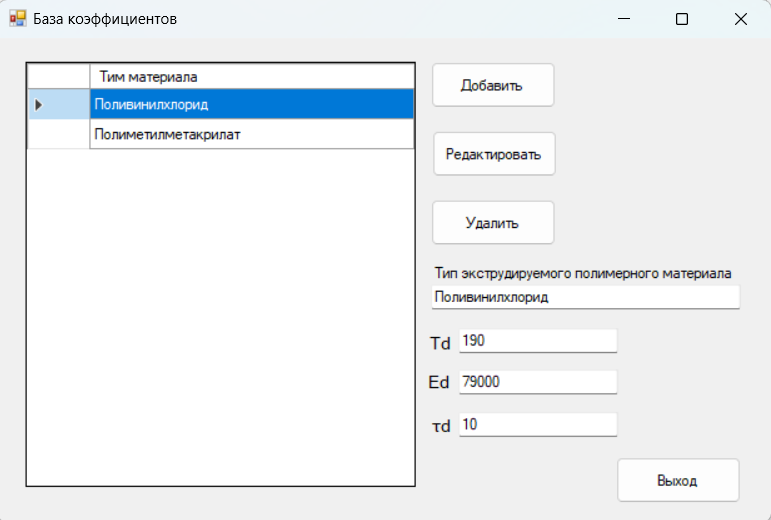 База коэффициентов
Тим материала
Поливинилхлорид
Полиметилметакрилат
Добавить
Редактировать
Удалить
Тип экструдируемого полимерного материала
Поливинилхлорид
Td 190
Ed 79000
τd 10
Выход